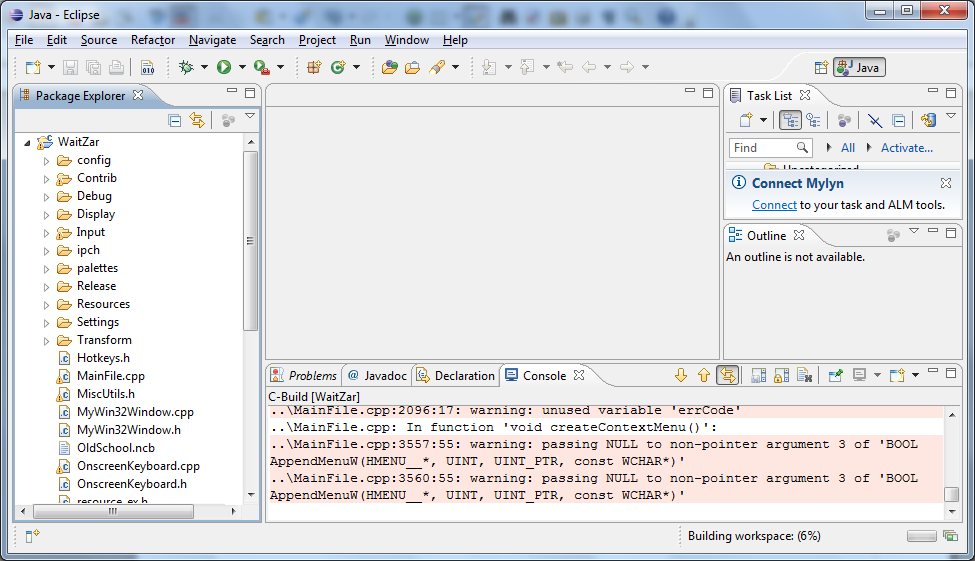 Java - Eclipse
File Edit Source Refactor Navigate Search Project Run Window Help
Java
Package Explorer
WaitZar
config
Contrib
Debug
Display
Input
ipch
palettes
Release
Resources
Settings
Transform
Hotkeys.h
MainFile.cpp
MiscUtils.h
MyWin32Window.cpp
MyWin32Window.h
OldSchool.ncb
OnscreenKeyboard.cpp
OnscreenKeyboard.h
resource_ex.h
Task List
Find All Activate...
Uncategorized
Connect Mylyn
Connect to your task and ALM tools.
Outline
An outline is not available.
Problems Javadoc Declaration Console
C-Build [WaitZar]
..\MainFile.cpp:2096:17: warning: unused variable 'errCode'
..\MainFile.cpp: In function 'void createContextMenu()':
..\MainFile.cpp:3557:55: warning: passing NULL to non-pointer argument 3 of 'BOOL
AppendMenuW(HMENU__*, UINT, UINT_PTR, const WCHAR*)'
..\MainFile.cpp:3560:55: warning: passing NULL to non-pointer argument 3 of 'BOOL
AppendMenuW(HMENU__*, UINT, UINT_PTR, const WCHAR*)'
Building workspace: (6%)